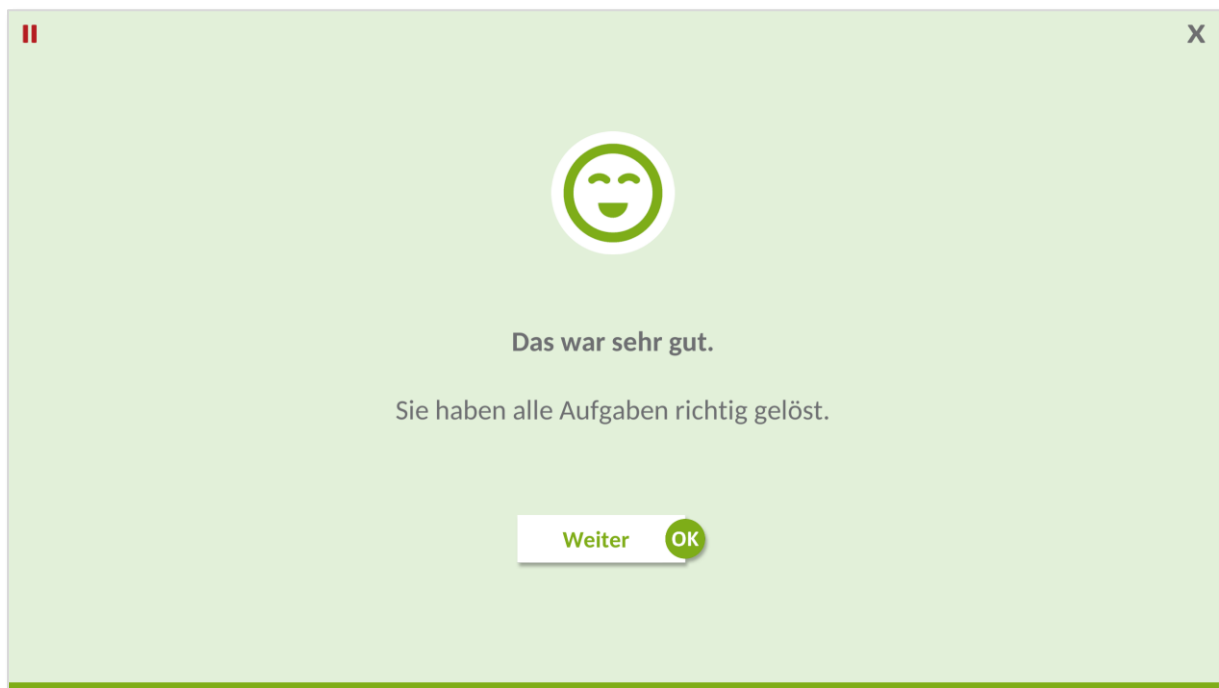 X
Das war sehr gut.
Sie haben alle Aufgaben richtig gelöst.
Weiter OK